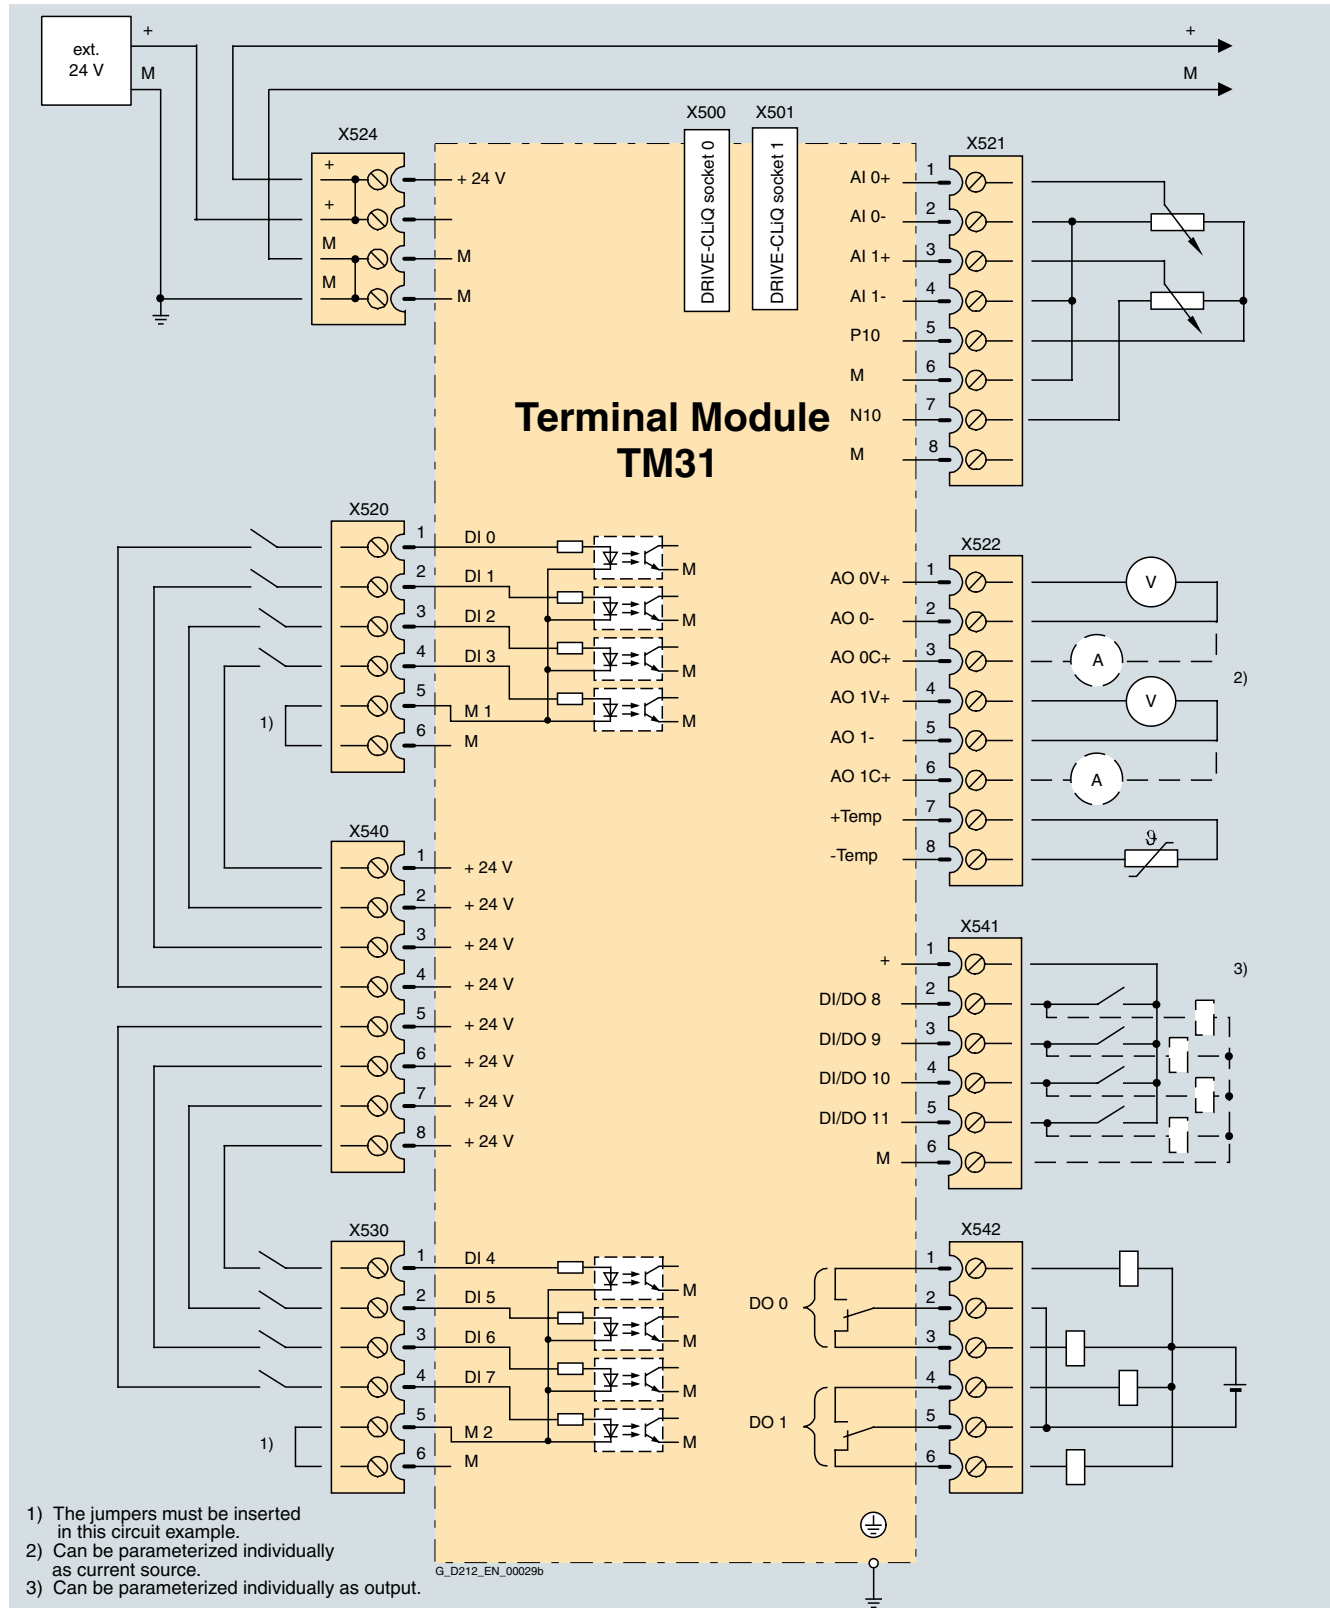 ext.
24 V
+
M
+
M
X500
X501
DRIVE-CLiQ socket 0
DRIVE-CLiQ socket 1
X524
+
+
M
M
+ 24 V
M
M
X521
AI 0+ 1
AI 0- 2
AI 1+ 3
AI 1- 4
P10 5
M 6
N10 7
M 8
Terminal Module
TM31
X520
1 DI 0
2 DI 1
3 DI 2
4 DI 3
5 M 1
6 M
M
M
M
M
1)
X522
AO 0V+ 1
AO 0- 2
AO 0C+ 3
AO 1V+ 4
AO 1- 5
AO 1C+ 6
+Temp 7
-Temp 8
V
A
V
A
2)
ϑ
X540
1 + 24 V
2 + 24 V
3 + 24 V
4 + 24 V
5 + 24 V
6 + 24 V
7 + 24 V
8 + 24 V
X541
+ 1
DI/DO 8 2
DI/DO 9 3
DI/DO 10 4
DI/DO 11 5
M 6
3)
X530
1 DI 4
2 DI 5
3 DI 6
4 DI 7
5 M 2
6 M
M
M
M
M
1)
X542
DO 0
1
2
3
DO 1
4
5
6
1) The jumpers must be inserted
in this circuit example.
2) Can be parameterized individually
as current source.
3) Can be parameterized individually as output.
G_D212_EN_00029b